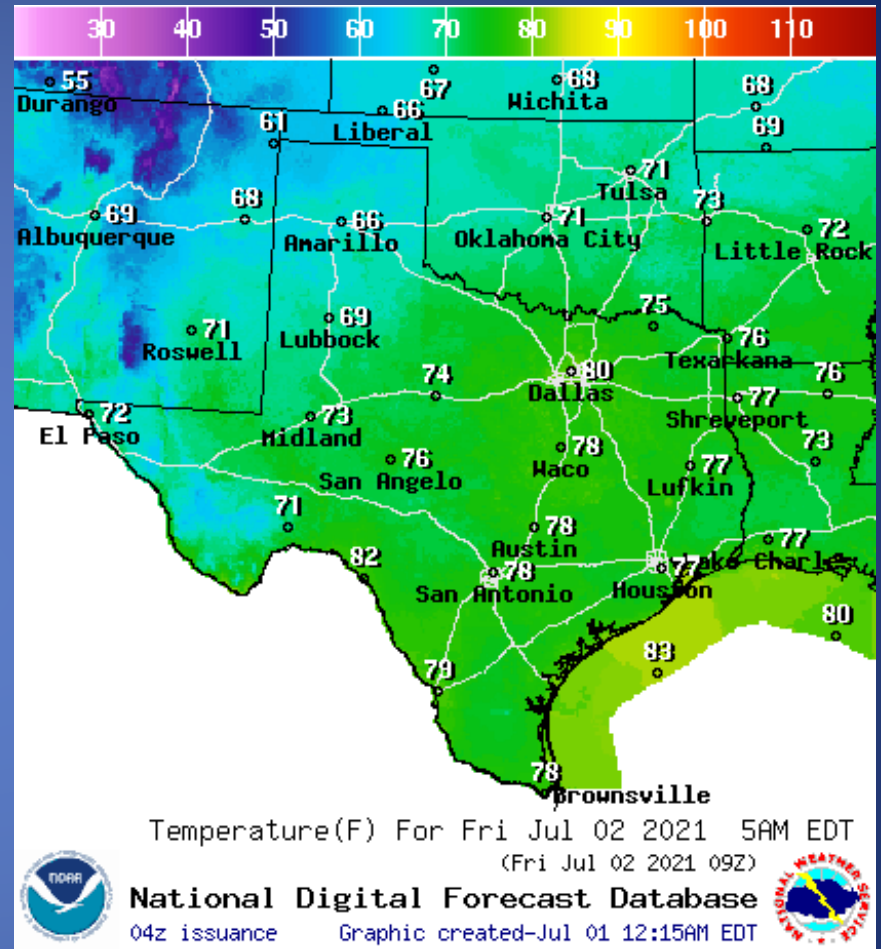 30 40 50 60 70 80 90 100 110
67
55
68
68
Durango
Wichita
66
Liberal
61
69
71
Tulsa
69
68
66
71
73
72
Albuquerque
Amarillo
Oklahoma City
Little Rock
69
75
71
Lubbock
76
Roswell
Texarkana
80
74
Dallas
76
77
72
73
Shreveport
El Paso
Midland
78
76
73
Waco
77
San Angelo
Lufkin
71
78
77
Austin
Lake Charles
82
78
77
San Antonio
Houston
80
83
79
78
Brownsville
Temperature(F) For Fri Jul 02 2021 5AM EDT
(Fri Jul 02 2021 09Z)
NOAA
NATIONAL WEATHER SERVICE
National Digital Forecast Database
04z issuance Graphic created-Jul 01 12:15AM EDT